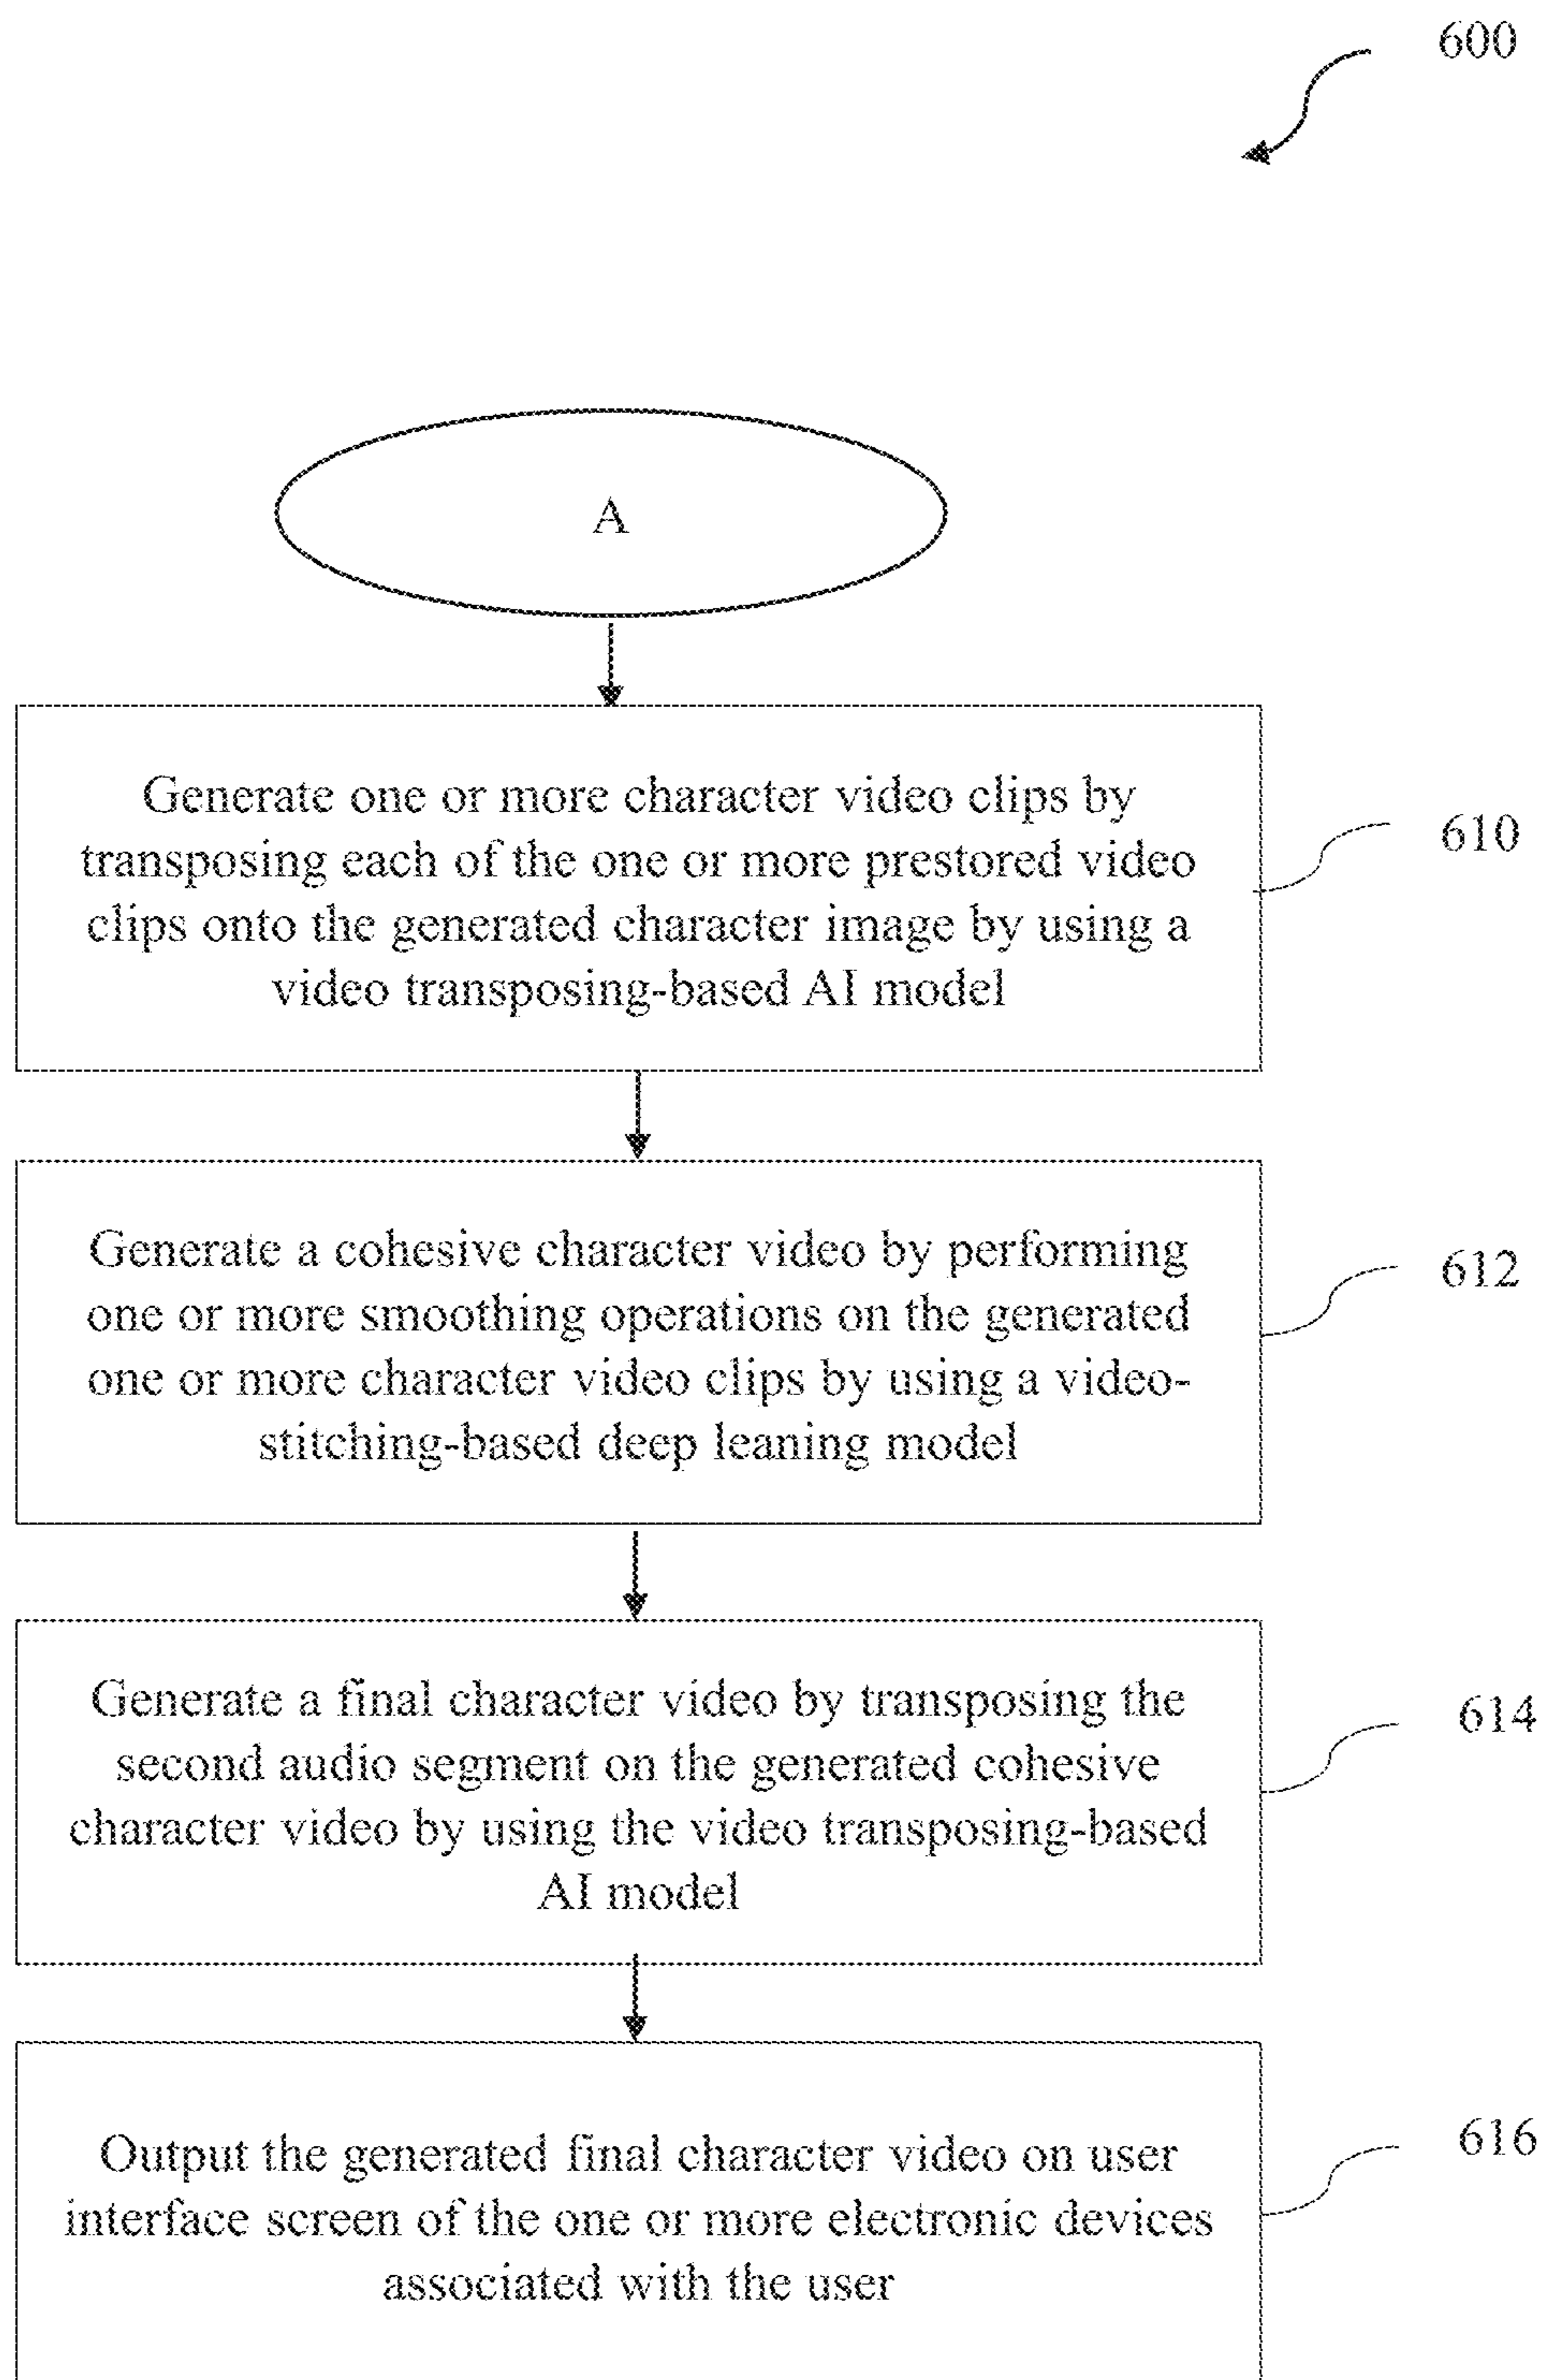 600
A
Generate one or more character video clips by
transposing each of the one or more prestored video
clips onto the generated character image by using a
video transposing-based AI model
610
Generate a cohesive character video by performing
one or more smoothing operations on the generated
one or more character video clips by using a video-
stitching-based deep leaning model
612
Generate a final character video by transposing the
second audio segment on the generated cohesive
character video by using the video transposing-based
AI model
614
Output the generated final character video on user
interface screen of the one or more electronic devices
associated with the user
616